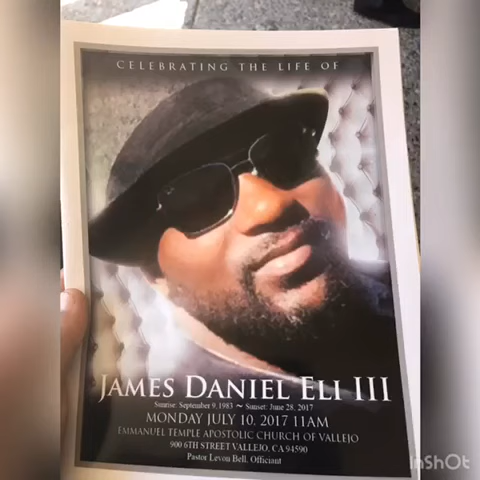 CELEBRATING THE LIFE OF
JAMES DANIEL ELI III
Sunrise: September 9, 1983 ~ Sunset: June 28, 2017
MONDAY JULY 10, 2017 11AM
EMMANUEL TEMPLE APOSTOLIC CHURCH OF VALLEJO
900 6TH STREET VALLEJO, CA 94590
Pastor Levon Bell, Officiant
InShOt